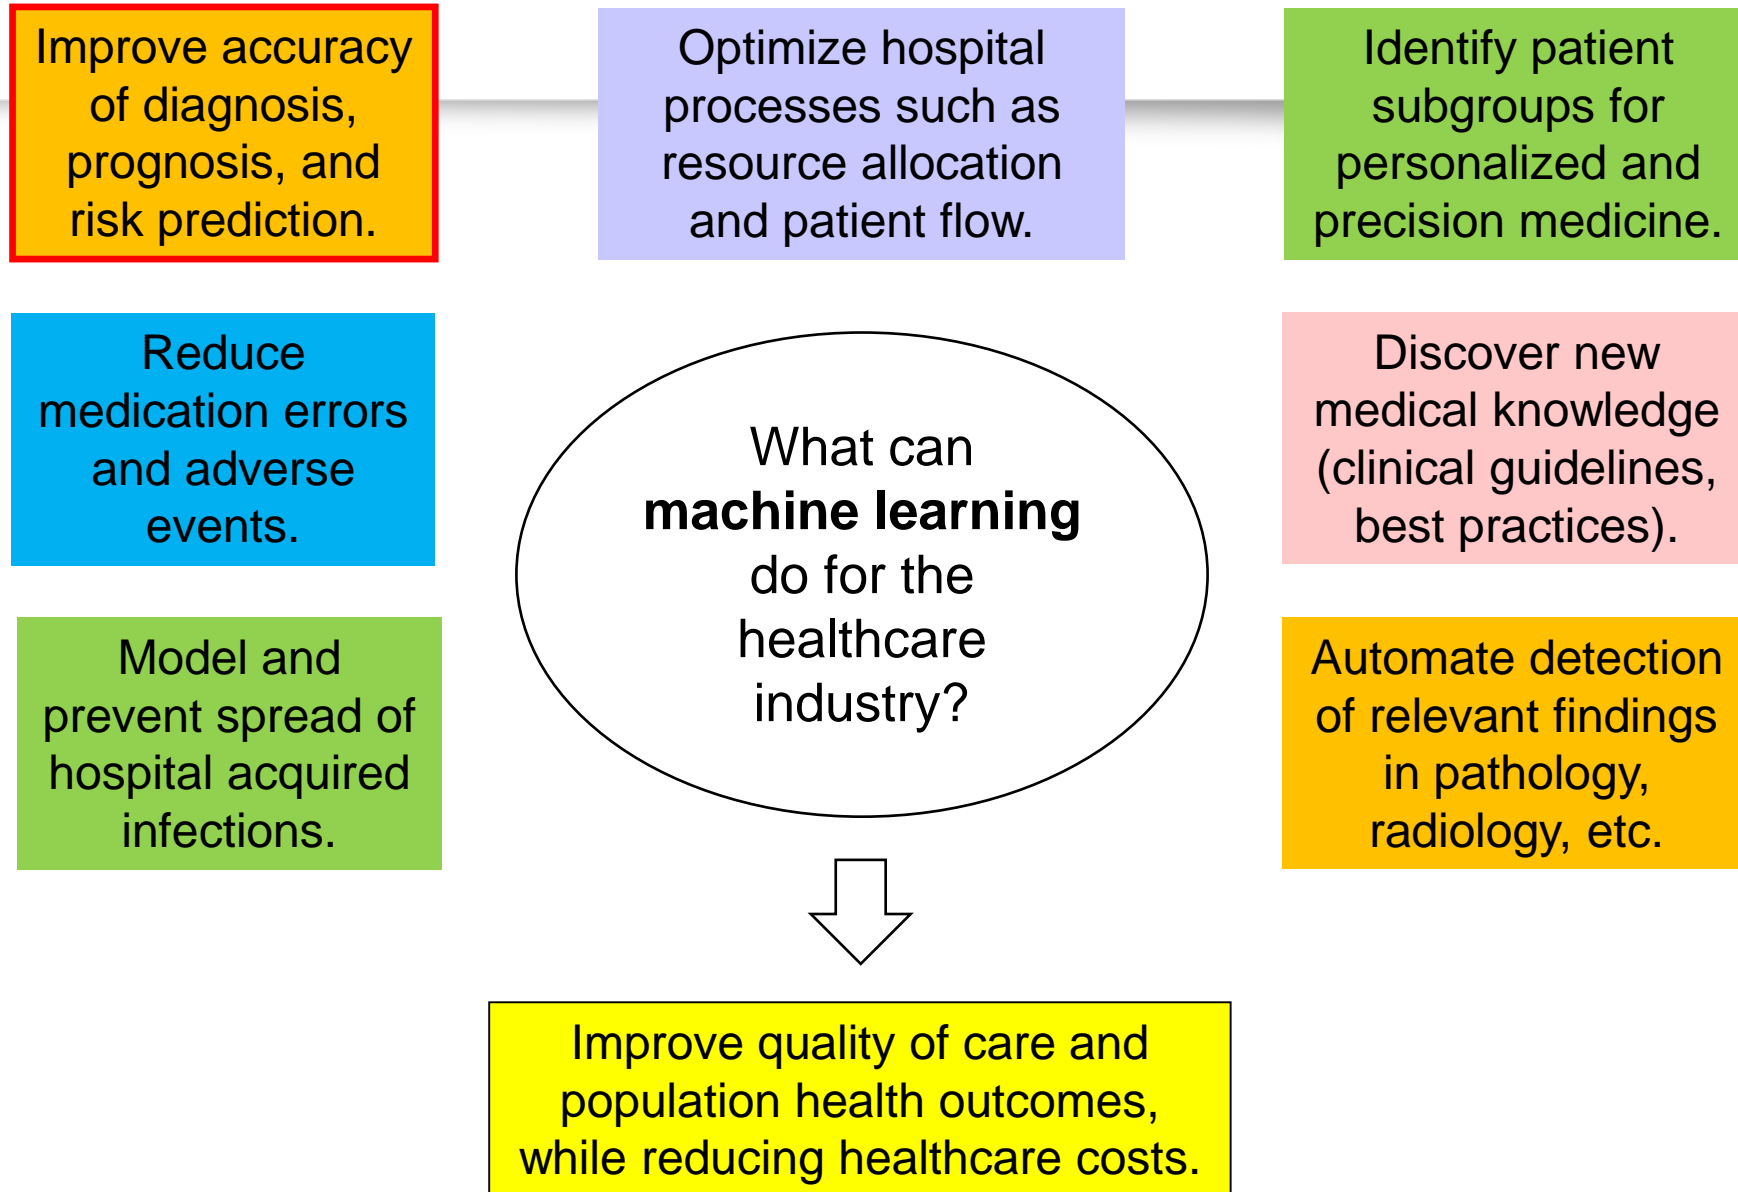 Improve accuracy
of diagnosis,
prognosis, and
risk prediction.
Optimize hospital
processes such as
resource allocation
and patient flow.
Identify patient
subgroups for
personalized and
precision medicine.
Reduce
medication errors
and adverse
events.
What can
machine learning
do for the
healthcare
industry?
Discover new
medical knowledge
(clinical guidelines,
best practices).
Model and
prevent spread of
hospital acquired
infections.
Automate detection
of relevant findings
in pathology,
radiology, etc.
Improve quality of care and
population health outcomes,
while reducing healthcare costs.